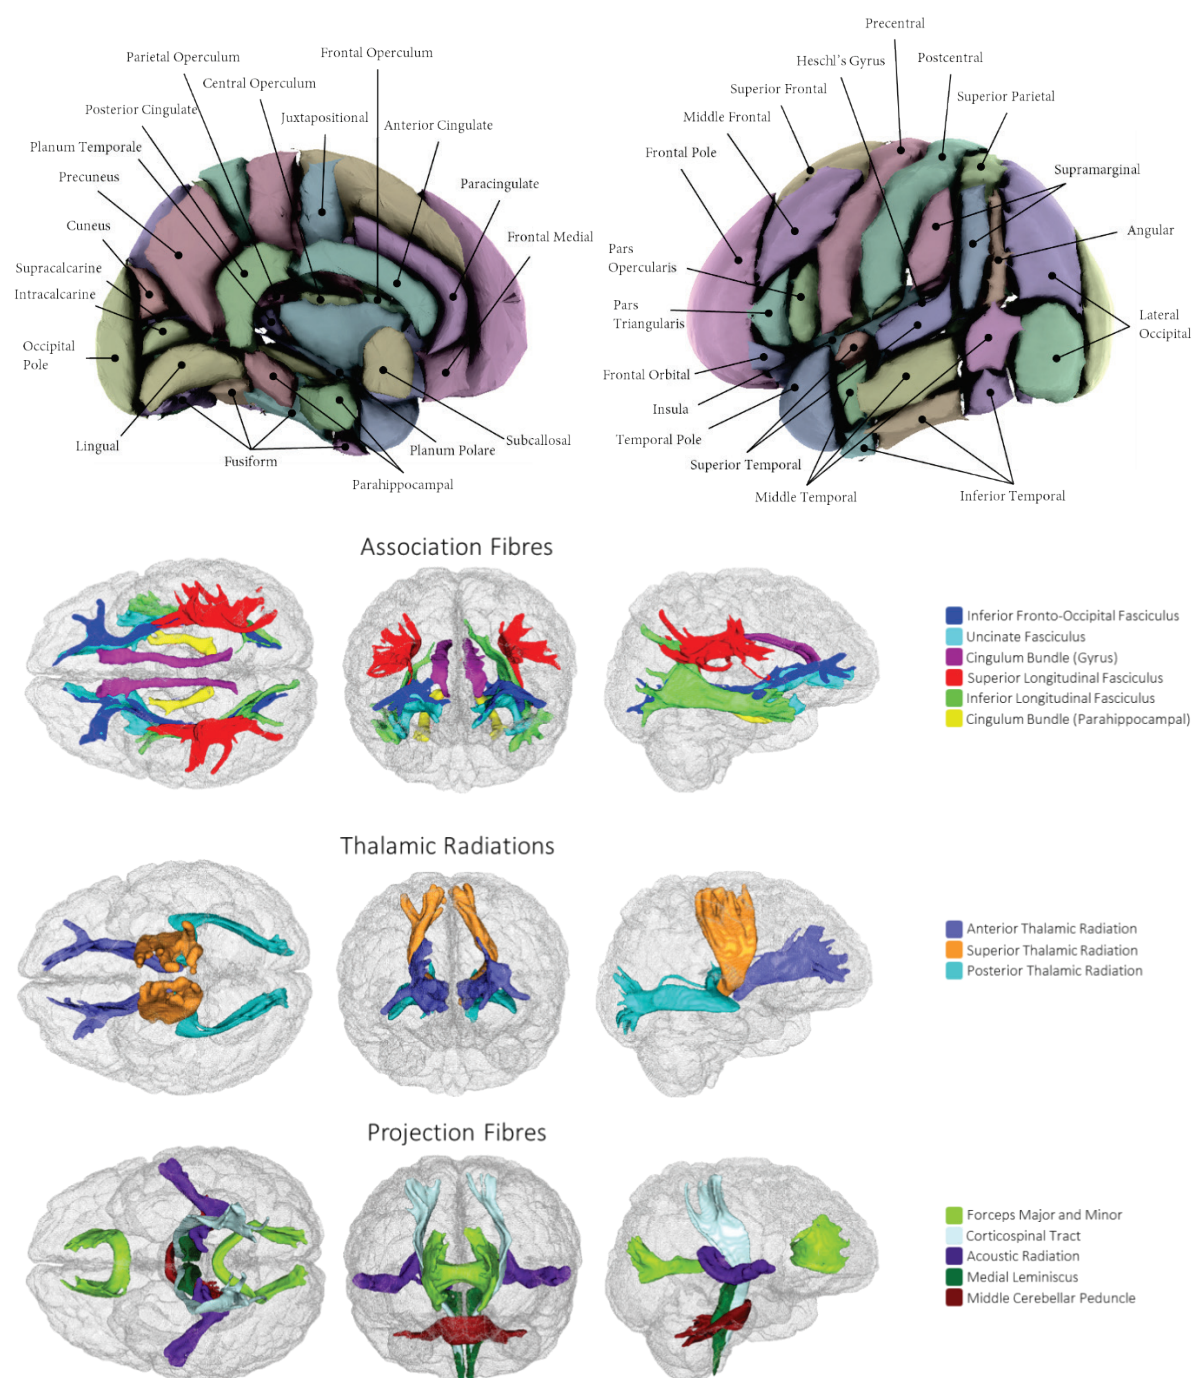 Parietal Operculum
Frontal Operculum
Central Operculum
Posterior Cingulate
Juxtapositional
Anterior Cingulate
Planum Temporale
Precuneus
Paracingulate
Cuneus
Frontal Medial
Supracalcarine
Intracalcarine
Occipital
Pole
Lingual
Fusiform
Parahippocampal
Planum Polare
Subcallosal
Precentral
Heschl's Gyrus
Postcentral
Superior Frontal
Superior Parietal
Middle Frontal
Frontal Pole
Supramarginal
Pars
Opercularis
Angular
Pars
Triangularis
Lateral
Occipital
Frontal Orbital
Insula
Temporal Pole
Superior Temporal
Middle Temporal
Inferior Temporal
Association Fibres
Inferior Fronto-Occipital Fasciculus
Uncinate Fasciculus
Cingulum Bundle (Gyrus)
Superior Longitudinal Fasciculus
Inferior Longitudinal Fasciculus
Cingulum Bundle (Parahippocampal)
Thalamic Radiations
Anterior Thalamic Radiation
Superior Thalamic Radiation
Posterior Thalamic Radiation
Projection Fibres
Forceps Major and Minor
Corticospinal Tract
Acoustic Radiation
Medial Leminiscus
Middle Cerebellar Peduncle